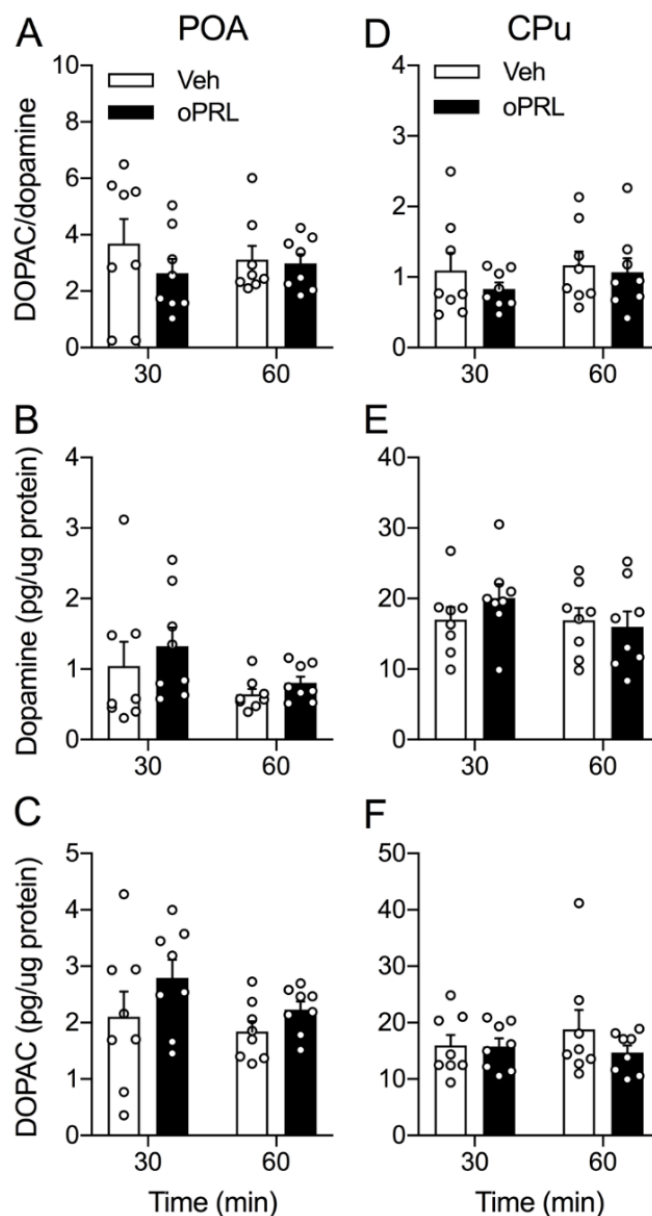 A POA
10
8
6
4
2
0
Veh
oPRL
DOPAC/dopamine
30 60
D CPu
4
3
2
1
0
Veh
oPRL
30 60
B
4
3
2
1
0
Dopamine (pg/ug protein)
30 60
E
40
30
20
10
0
30 60
C
5
4
3
2
1
0
DOPAC (pg/ug protein)
30 60
Time (min)
F
50
40
30
20
10
0
30 60
Time (min)